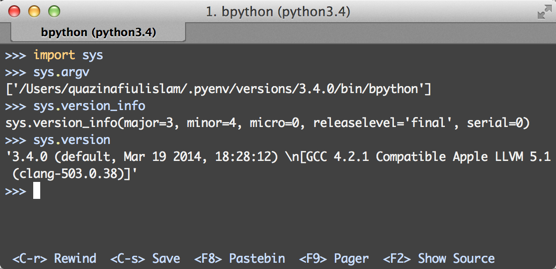 1. bpython (python3.4)
bpython (python3.4)
>>> import sys
>>> sys.argv
['/Users/quazinafiulislam/.pyenv/versions/3.4.0/bin/bpython']
>>> sys.version_info
sys.version_info(major=3, minor=4, micro=0, releaselevel='final', serial=0)
>>> sys.version
'3.4.0 (default, Mar 19 2014, 18:28:12) \n[GCC 4.2.1 Compatible Apple LLVM 5.1
(clang-503.0.38)]'
>>>
<C-r> Rewind <C-s> Save <F8> Pastebin <F9> Pager <F2> Show Source